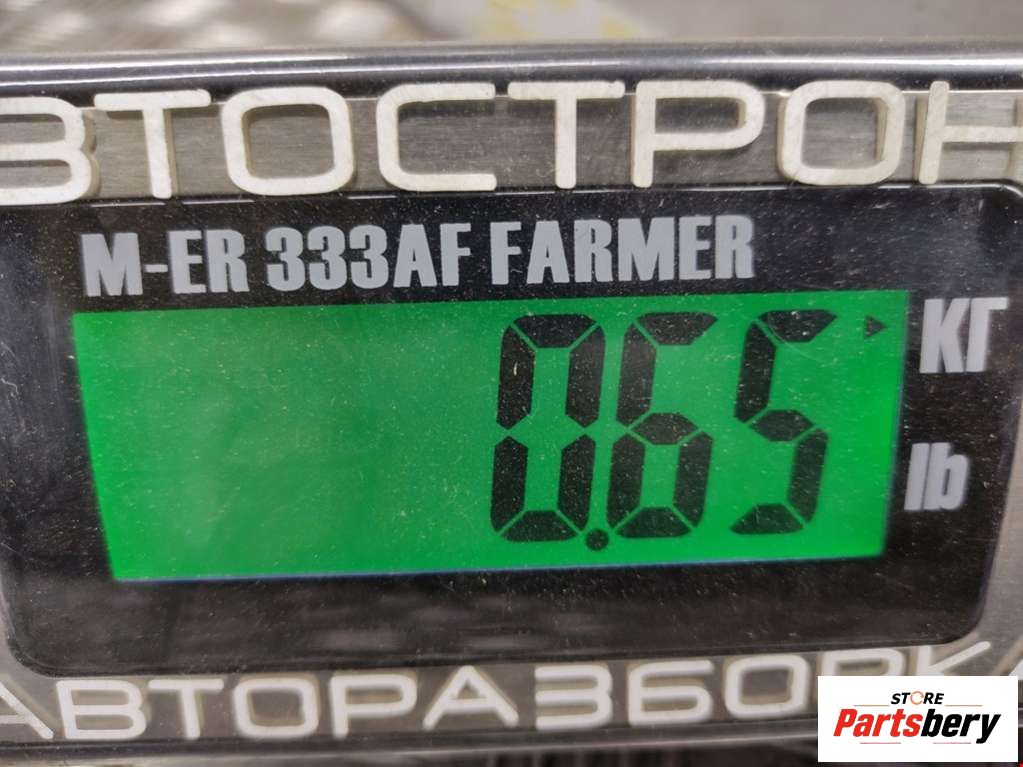 ВТОСТРОН
M-ER 333AF FARMER
0.65
КГ
lb
АВТОРАЗБОРКА
STORE
Partsbery